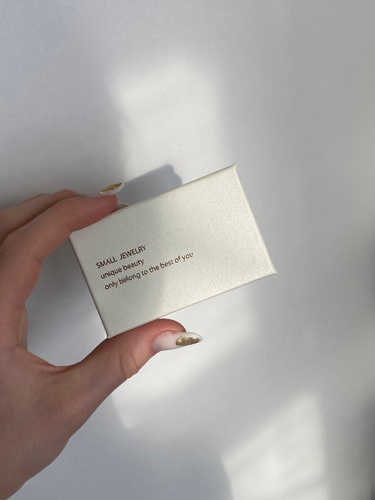 SMALL JEWELRY
unique beauty
only belong to the best of you